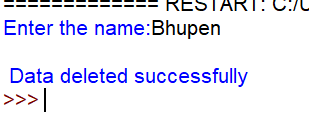 ============= RESTART: C:/
Enter the name:Bhupen
Data deleted successfully
>>>